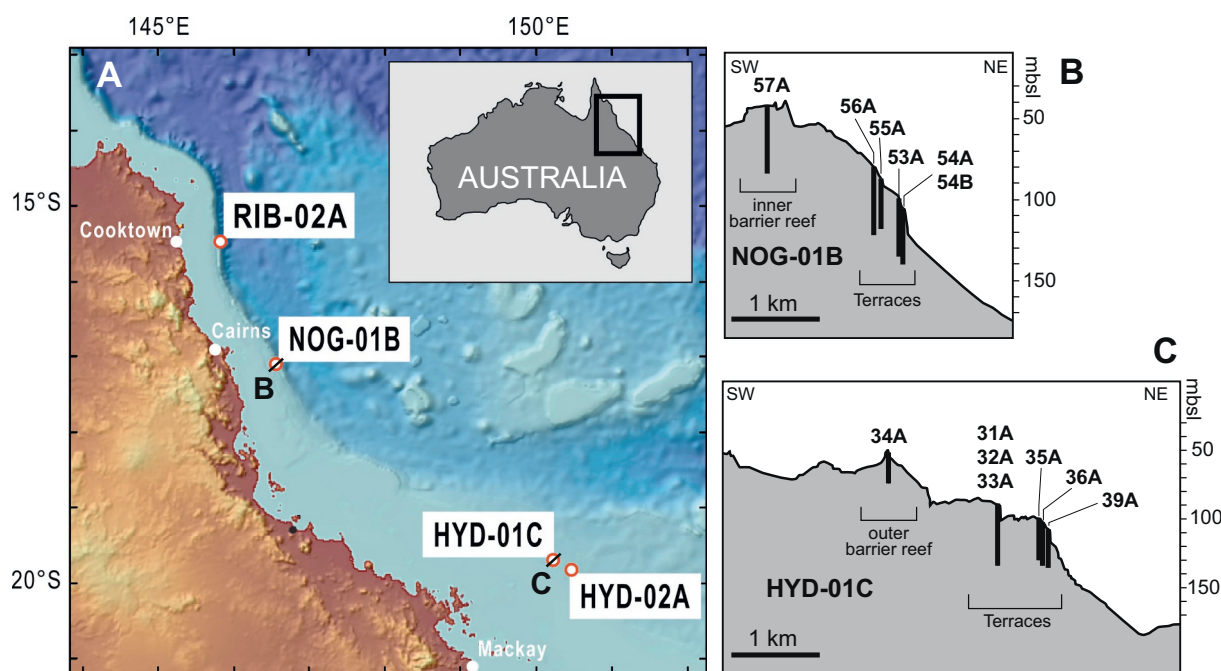 145°E
150°E
A
15°S
20°S
Cooktown
RIB-02A
Cairns
NOG-01B
B
HYD-01C
C
HYD-02A
Mackay
AUSTRALIA
B
SW
NE
mbsl
57A
56A
55A
53A
54A
54B
50
100
150
inner
barrier reef
NOG-01B
Terraces
1 km
C
SW
NE
mbsl
34A
31A
32A
33A
35A
36A
39A
50
100
150
outer
barrier reef
HYD-01C
Terraces
1 km